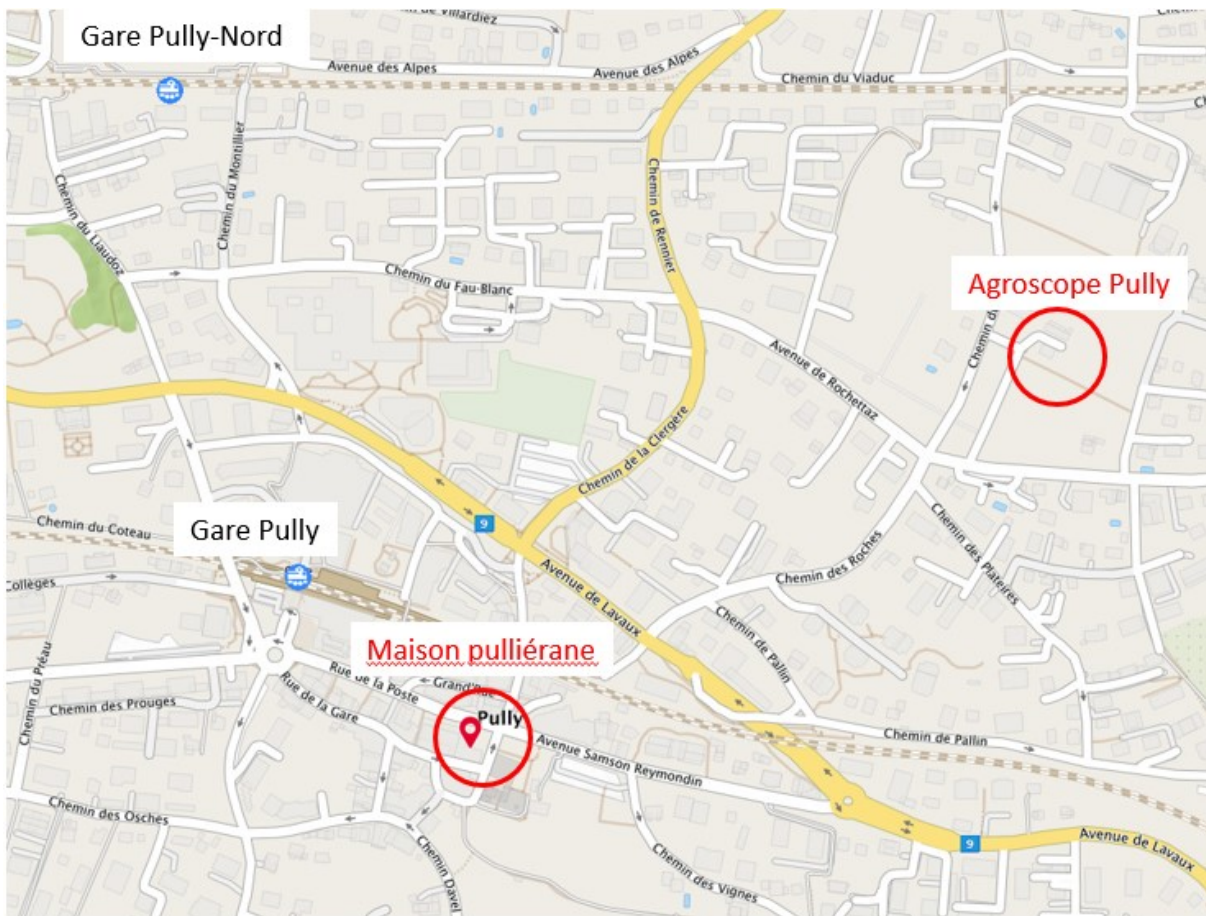 de Villardiez
Gare Pully-Nord
Avenue des Alpes
Avenue des Alpes
Chemin du Viaduc
Chemin du Montillier
Chemin de Rennier
Chemin du Liaudoz
Chemin du Fau-Blanc
Agroscope Pully
Chemin d
Avenue de Rochettaz
Chemin de la Clergère
Gare Pully
9
Chemin du Coteau
Chemin des Roches
Chemin des Plateires
Collèges
Avenue de Lavaux
Maison pulliérane
Chemin de Pallin
Chemin du Préau
Rue de la Poste
Grand'Rue
Chemin des Prouges
Rue de la Gare
Pully
Avenue Samson Reymondin
Chemin de Pallin
Chemin des Osches
9
Avenue de Lavaux
Chemin Davel
Chemin des Vignes